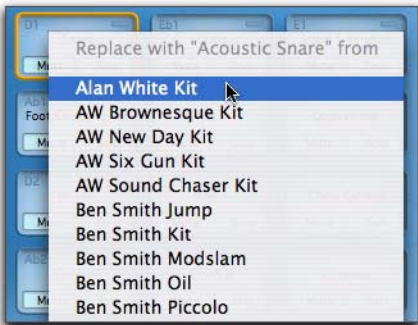 D1 Eb1 E1
Replace with "Acoustic Snare" from
Alan White Kit
Ab1
Foot
AW Brownesque Kit
AW New Day Kit
AW Six Gun Kit
D2
AW Sound Chaser Kit
Ben Smith Jump
Ben Smith Kit
Ab2
Ben Smith Modslam
Ben Smith Oil
Ben Smith Piccolo